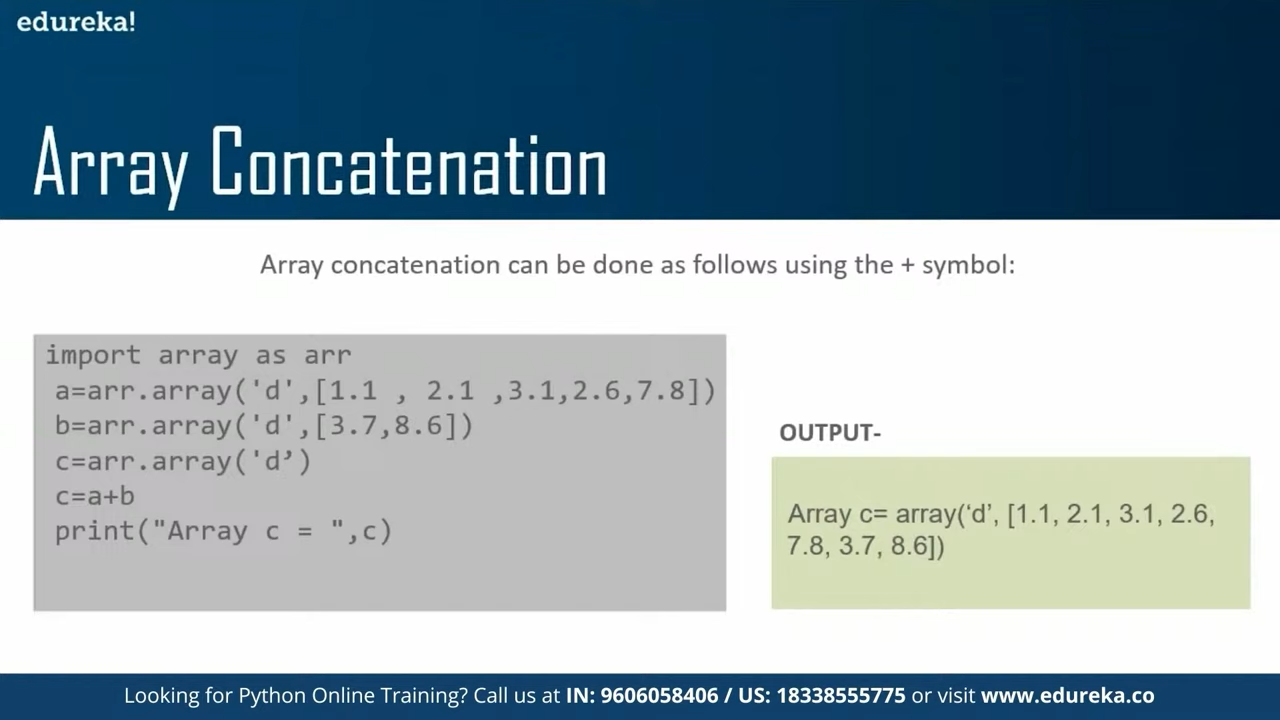 edureka!
Array Concatenation
Array concatenation can be done as follows using the + symbol:
import array as arr
a=arr.array('d',[1.1 , 2.1 ,3.1,2.6,7.8])
b=arr.array('d',[3.7,8.6])
c=arr.array('d’)
c=a+b
print("Array c = ",c)
OUTPUT-
Array c= array(‘d’, [1.1, 2.1, 3.1, 2.6,
7.8, 3.7, 8.6])
Looking for Python Online Training? Call us at IN: 9606058406 / US: 18338555775 or visit www.edureka.co